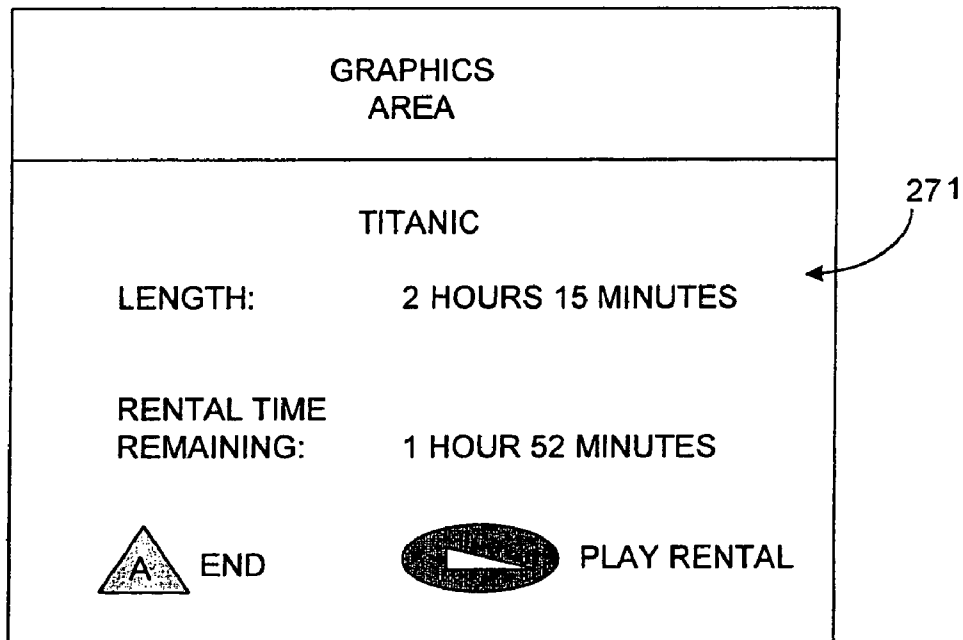 GRAPHICS
AREA
271
TITANIC
LENGTH: 2 HOURS 15 MINUTES
RENTAL TIME
REMAINING: 1 HOUR 52 MINUTES
A END PLAY RENTAL